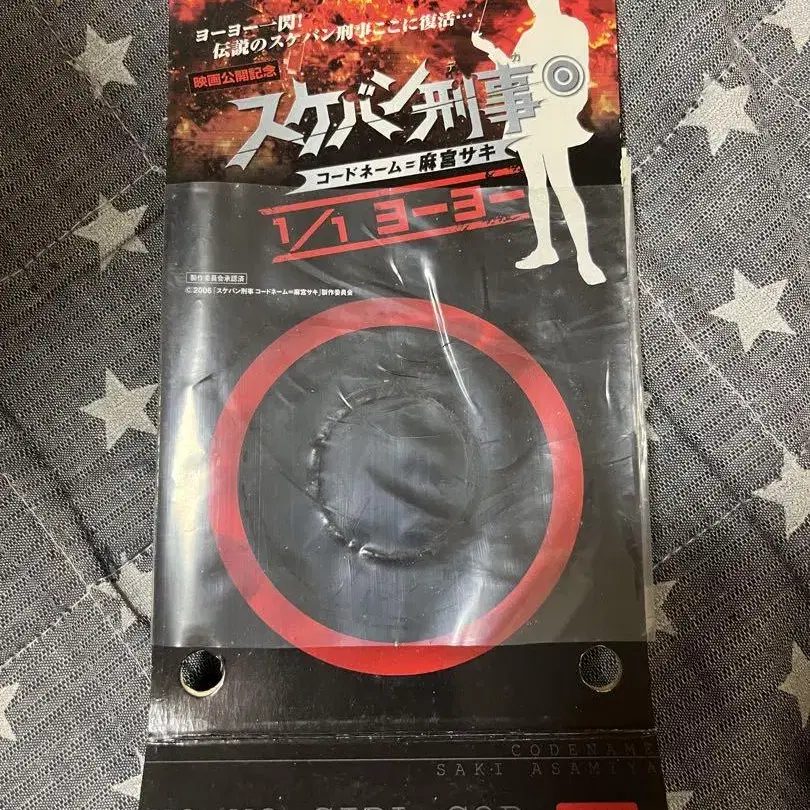 ヨーヨー一閃!
伝説のスケバン刑事ここに復活…
映画公開記念
デカ
スケバン刑事
コードネーム=麻宮サキ
1/1 ヨーヨー
製作委員会承認済
© 2006「スケバン刑事 コードネーム=麻宮サキ」製作委員会
CODENAME
SAKI ASAMIYA
GIRL COP